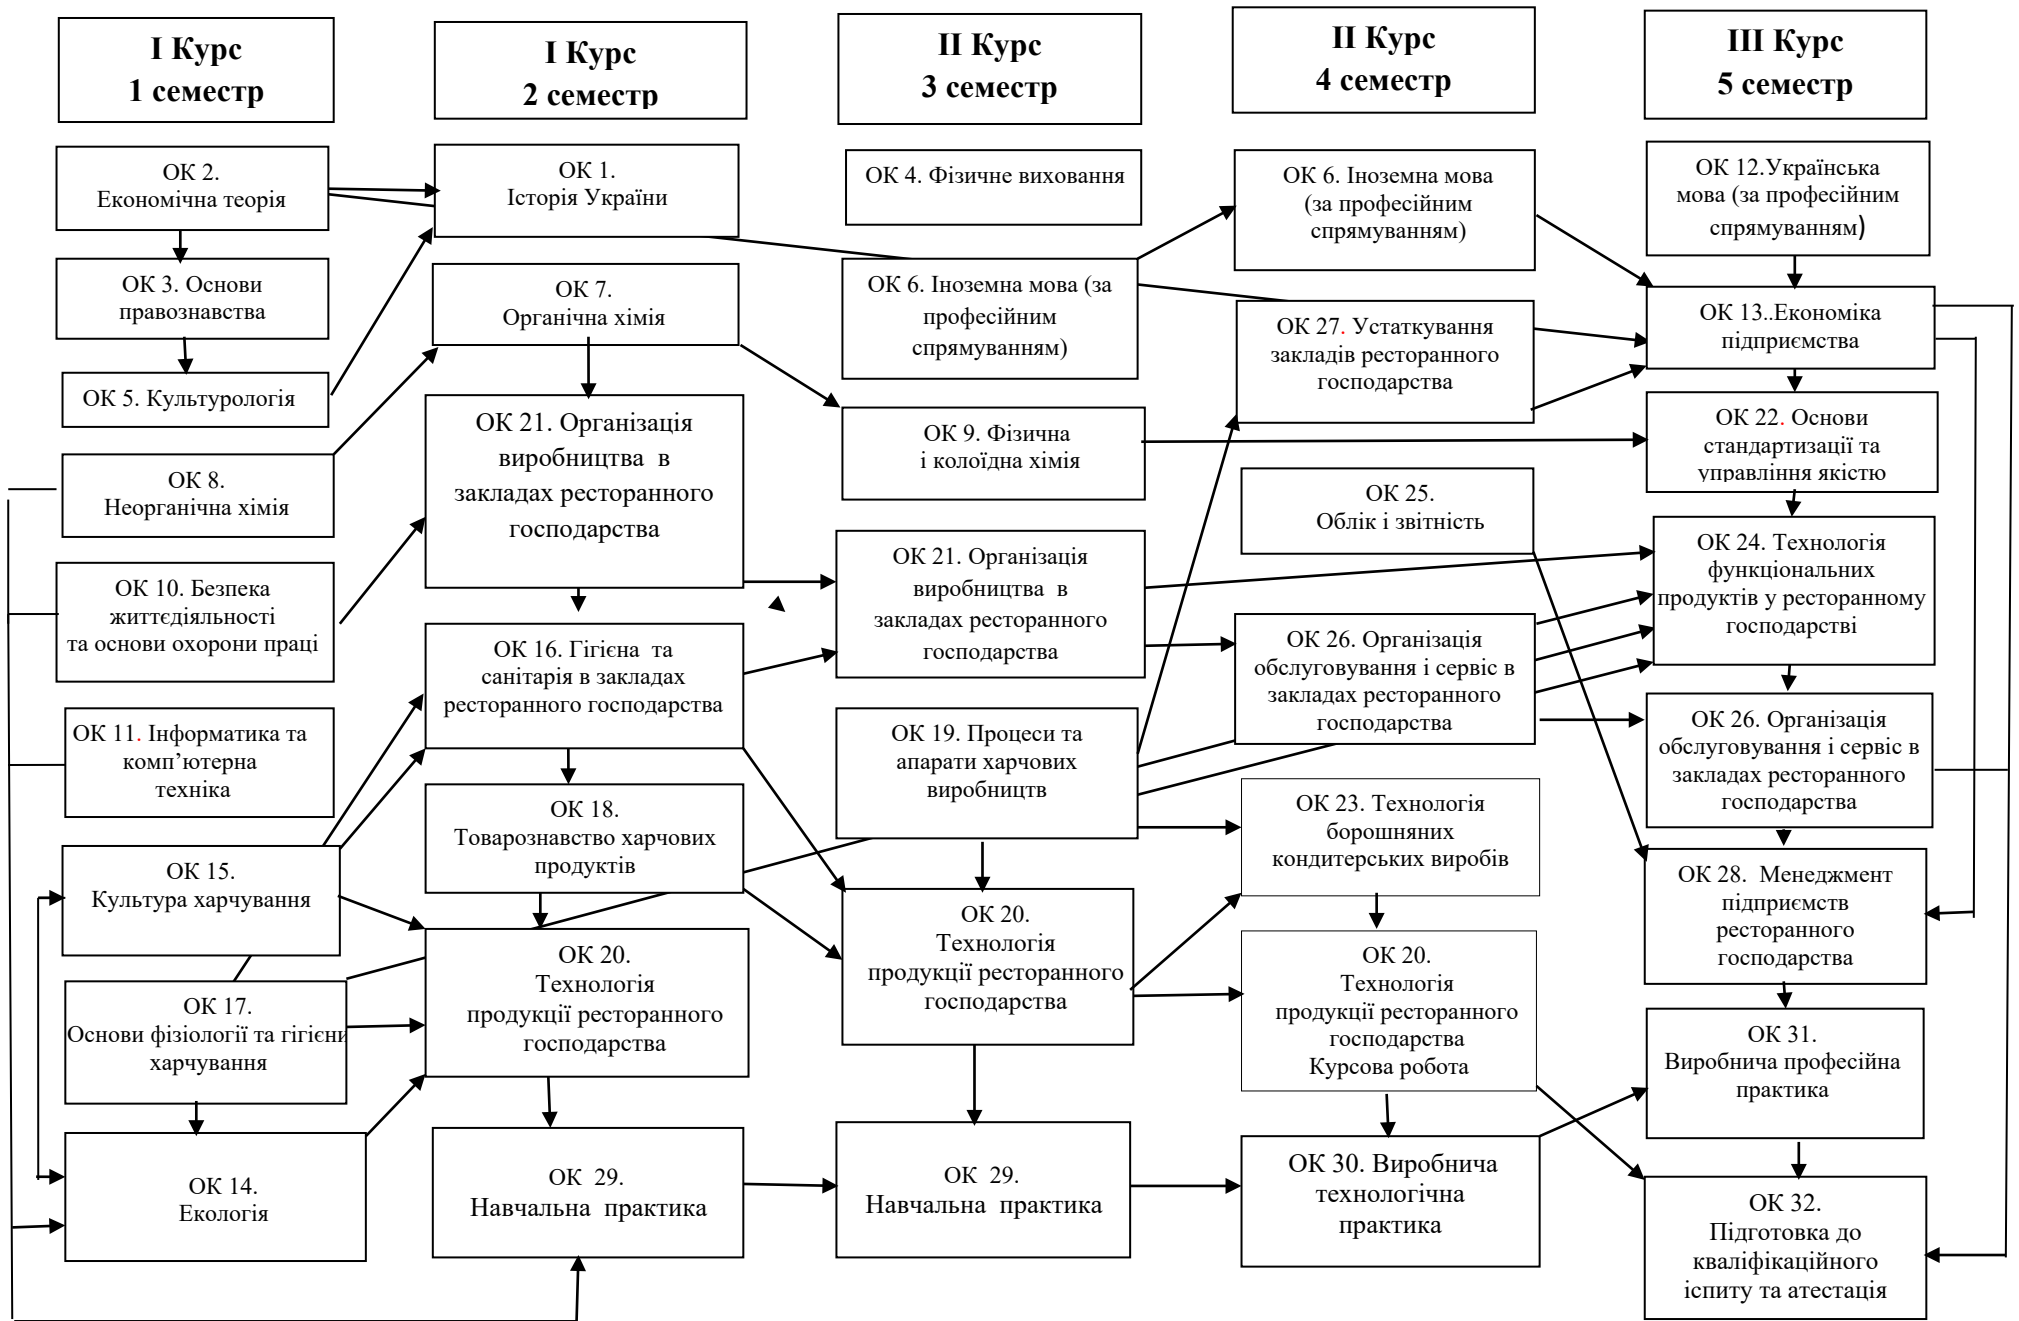 I Курс
1 семестр
I Курс
2 семестр
II Курс
3 семестр
II Курс
4 семестр
III Курс
5 семестр
ОК 2.
Економічна теорія
ОК 3. Основи
правознавства
ОК 5. Культурологія
ОК 8.
Неорганічна хімія
ОК 10. Безпека
життєдіяльності
та основи охорони праці
ОК 11. Інформатика та
комп’ютерна
техніка
ОК 15.
Культура харчування
ОК 17.
Основи фізіології та гігієни
харчування
ОК 14.
Екологія
ОК 1.
Історія України
ОК 7.
Органічна хімія
ОК 21. Організація
виробництва в
закладах ресторанного
господарства
ОК 16. Гігієна та
санітарія в закладах
ресторанного господарства
ОК 18.
Товарознавство харчових
продуктів
ОК 20.
Технологія
продукції ресторанного
господарства
ОК 29.
Навчальна практика
ОК 4. Фізичне виховання
ОК 6. Іноземна мова (за
професійним
спрямуванням)
ОК 9. Фізична
і колоїдна хімія
ОК 21. Організація
виробництва в
закладах ресторанного
господарства
ОК 19. Процеси та
апарати харчових
виробництв
ОК 20.
Технологія
продукції ресторанного
господарства
ОК 29.
Навчальна практика
ОК 6. Іноземна мова
(за професійним
спрямуванням)
ОК 27. Устаткування
закладів ресторанного
господарства
ОК 25.
Облік і звітність
ОК 26. Організація
обслуговування і сервіс в
закладах ресторанного
господарства
ОК 23. Технологія
борошняних
кондитерських виробів
ОК 20.
Технологія
продукції ресторанного
господарства
Курсова робота
ОК 30. Виробнича
технологічна
практика
ОК 12.Українська
мова (за професійним
спрямуванням)
ОК 13..Економіка
підприємства
ОК 22. Основи
стандартизації та
управління якістю
ОК 24. Технологія
функціональних
продуктів у ресторанному
господарстві
ОК 26. Організація
обслуговування і сервіс в
закладах ресторанного
господарства
ОК 28. Менеджмент
підприємств
ресторанного
господарства
ОК 31.
Виробнича професійна
практика
ОК 32.
Підготовка до
кваліфікаційного
іспиту та атестація